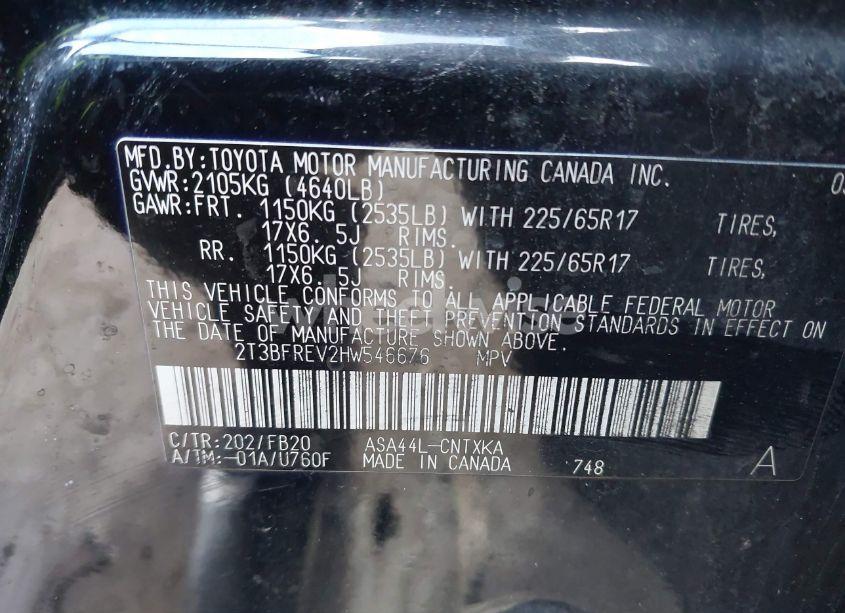 MFD.BY:TOYOTA MOTOR MANUFACTURING CANADA INC.
GVWR:2105KG (4640LB)
GAWR:FRT. 1150KG (2535LB) WITH 225/65R17 TIRES,
17X6. 5J RIMS.
RR. 1150KG (2535LB) WITH 225/65R17 TIRES,
17X6. 5J RIMS.
THIS VEHICLE CONFORMS TO ALL APPLICABLE FEDERAL MOTOR
VEHICLE SAFETY AND THEFT PREVENTION STANDARDS IN EFFECT ON
THE DATE OF MANUFACTURE SHOWN ABOVE.
2T3BFREV2HW546676 MPV
C/TR:202/FB20 ASA44L-CNTXKA
A/TM:-01A/U760F MADE IN CANADA 748 A